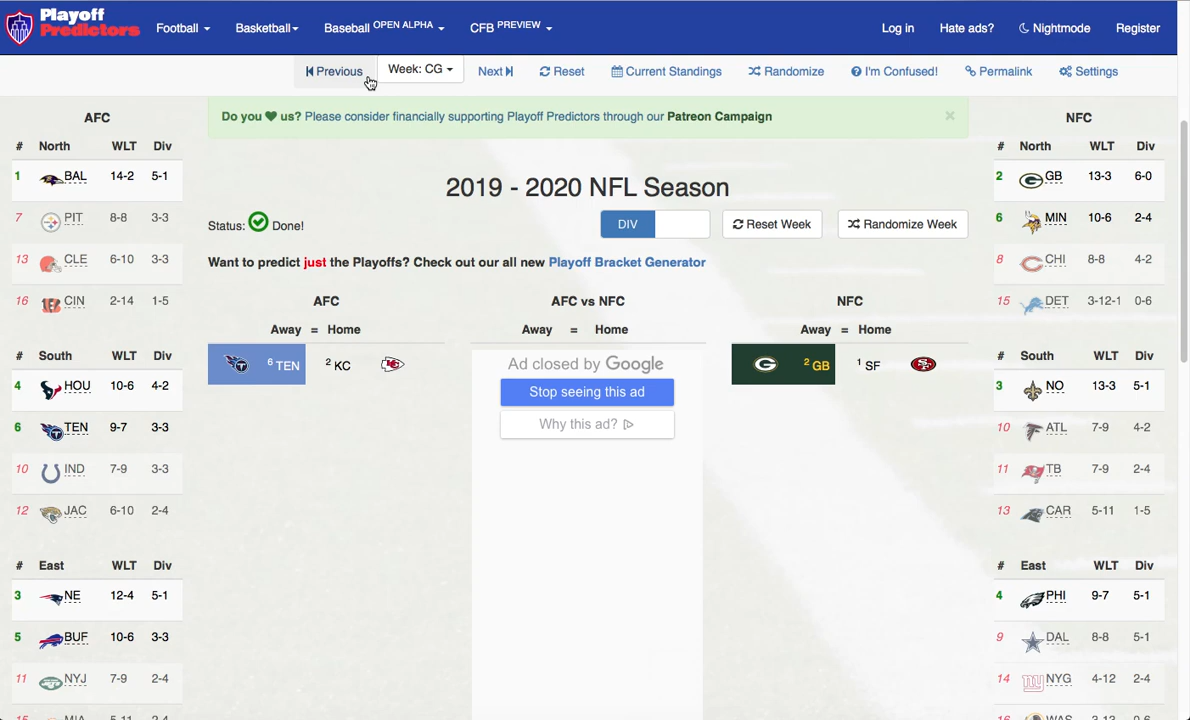 Playoff
Predictors
Football
Basketball
Baseball OPEN ALPHA
CFB PREVIEW
Log in
Hate ads?
Nightmode
Register
Previous
Week: CG
Next
Reset
Current Standings
Randomize
I'm Confused!
Permalink
Settings
Do you us? Please consider financially supporting Playoff Predictors through our Patreon Campaign
×
2019 - 2020 NFL Season
Status: Done!
DIV
Reset Week
Randomize Week
Want to predict just the Playoffs? Check out our all new Playoff Bracket Generator
AFC
# North WLT Div
1 BAL 14-2 5-1
7 PIT 8-8 3-3
13 CLE 6-10 3-3
16 CIN 2-14 1-5
# South WLT Div
4 HOU 10-6 4-2
6 TEN 9-7 3-3
10 IND 7-9 3-3
12 JAC 6-10 2-4
# East WLT Div
3 NE 12-4 5-1
5 BUF 10-6 3-3
11 NYJ 7-9 2-4
15 MIA 5-11 2-4
AFC
Away = Home
6 TEN 2 KC
AFC vs NFC
Away = Home
Ad closed by Google
Stop seeing this ad
Why this ad?
NFC
Away = Home
2 GB 1 SF
NFC
# North WLT Div
2 GB 13-3 6-0
6 MIN 10-6 2-4
8 CHI 8-8 4-2
15 DET 3-12-1 0-6
# South WLT Div
3 NO 13-3 5-1
10 ATL 7-9 4-2
11 TB 7-9 2-4
13 CAR 5-11 1-5
# East WLT Div
4 PHI 9-7 5-1
9 DAL 8-8 5-1
14 NYG 4-12 2-4
16 WAS 3-13 0-6